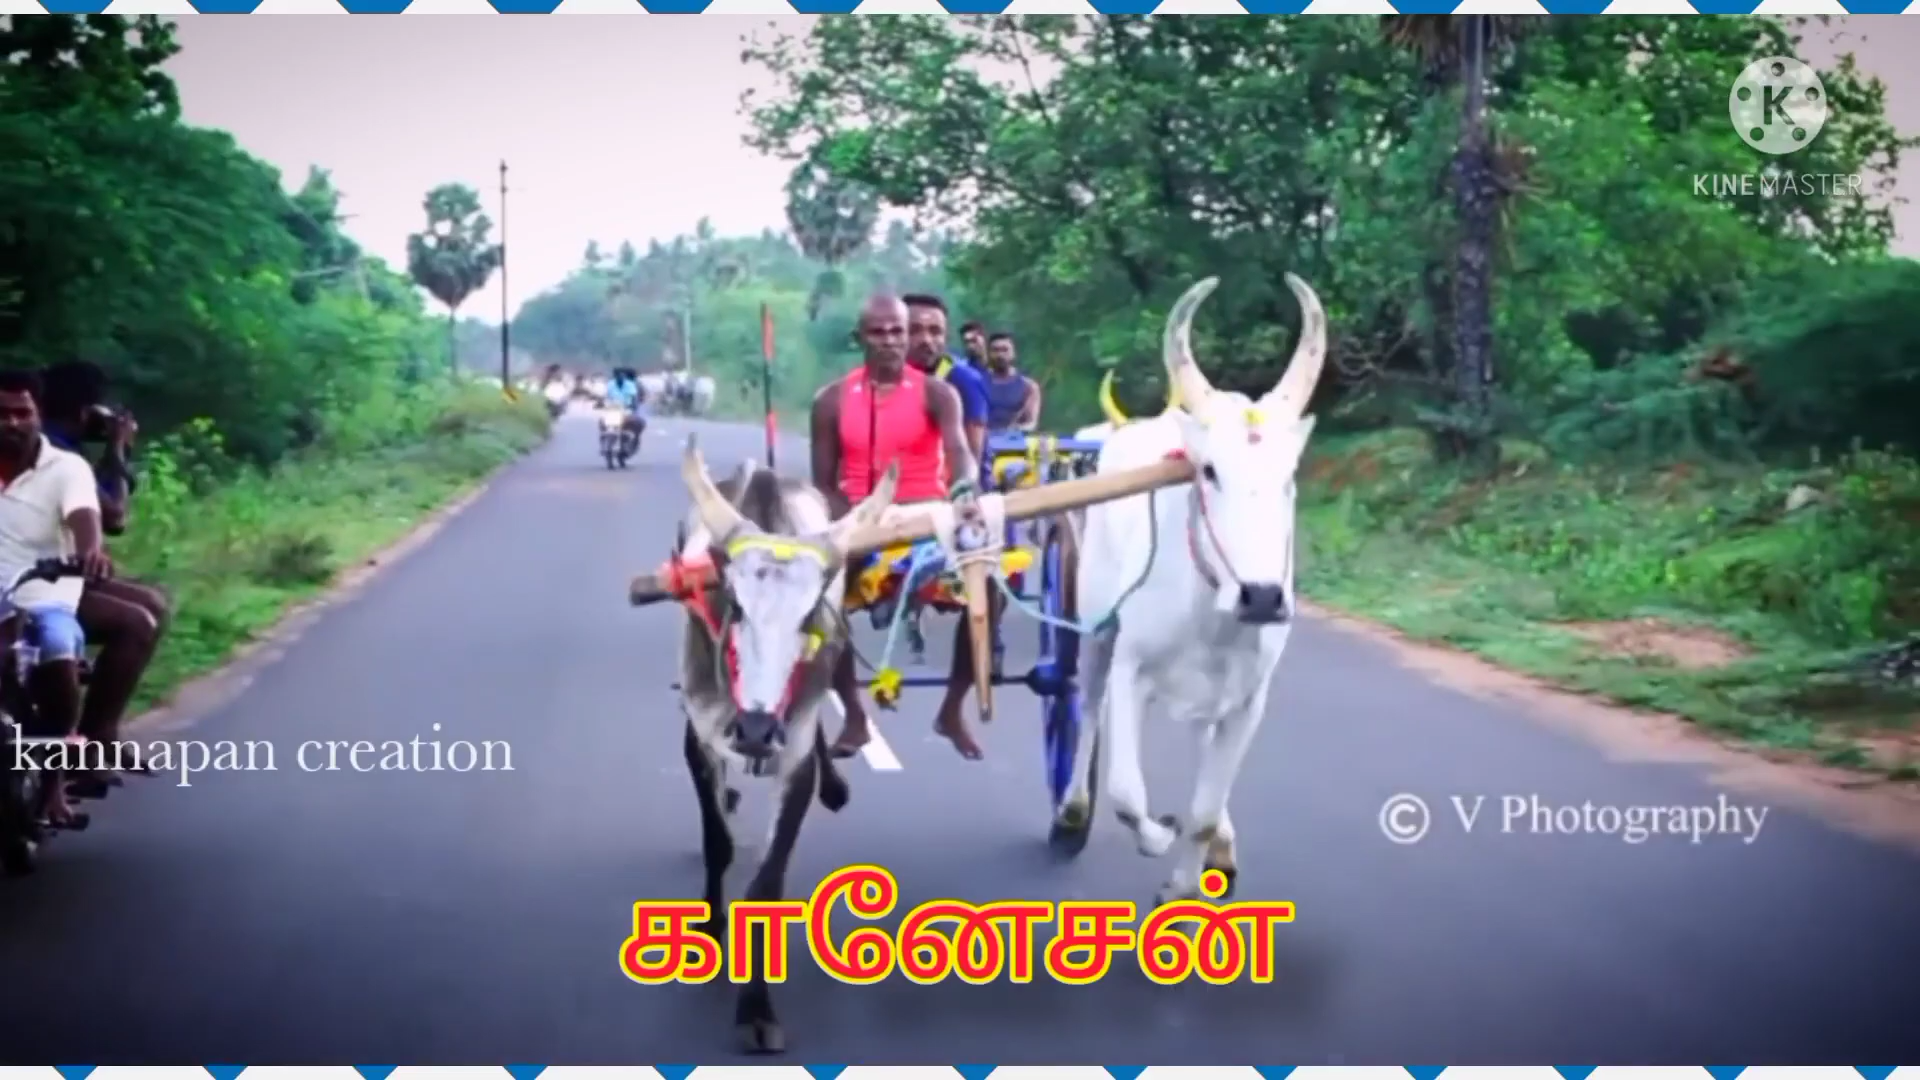 KINEMASTER
kannapan creation
© V Photography
கானேசன்